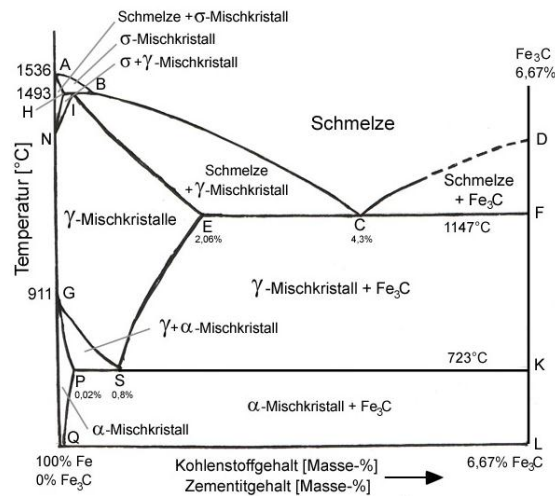 Schmelze +σ-Mischkristall
σ-Mischkristall
σ+γ-Mischkristall
Fe3C
6,67%
1536
A
1493
B
H
I
N
Schmelze
D
Temperatur [°C]
Schmelze
+γ-Mischkristall
Schmelze
+ Fe3C
γ-Mischkristalle
E
C
F
2,06%
4,3%
1147°C
γ-Mischkristall + Fe3C
911
G
γ+α-Mischkristall
723°C
P
S
K
0,02%
0,8%
α-Mischkristall
α-Mischkristall + Fe3C
Q
L
100% Fe
0% Fe3C
Kohlenstoffgehalt [Masse-%]
Zementitgehalt [Masse-%]
6,67% Fe3C